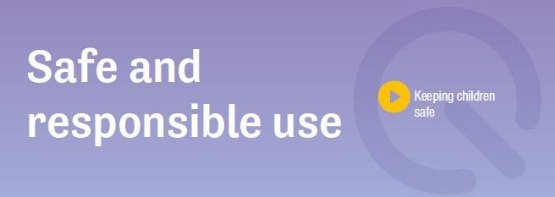 Safe and
responsible use
Keeping children
safe